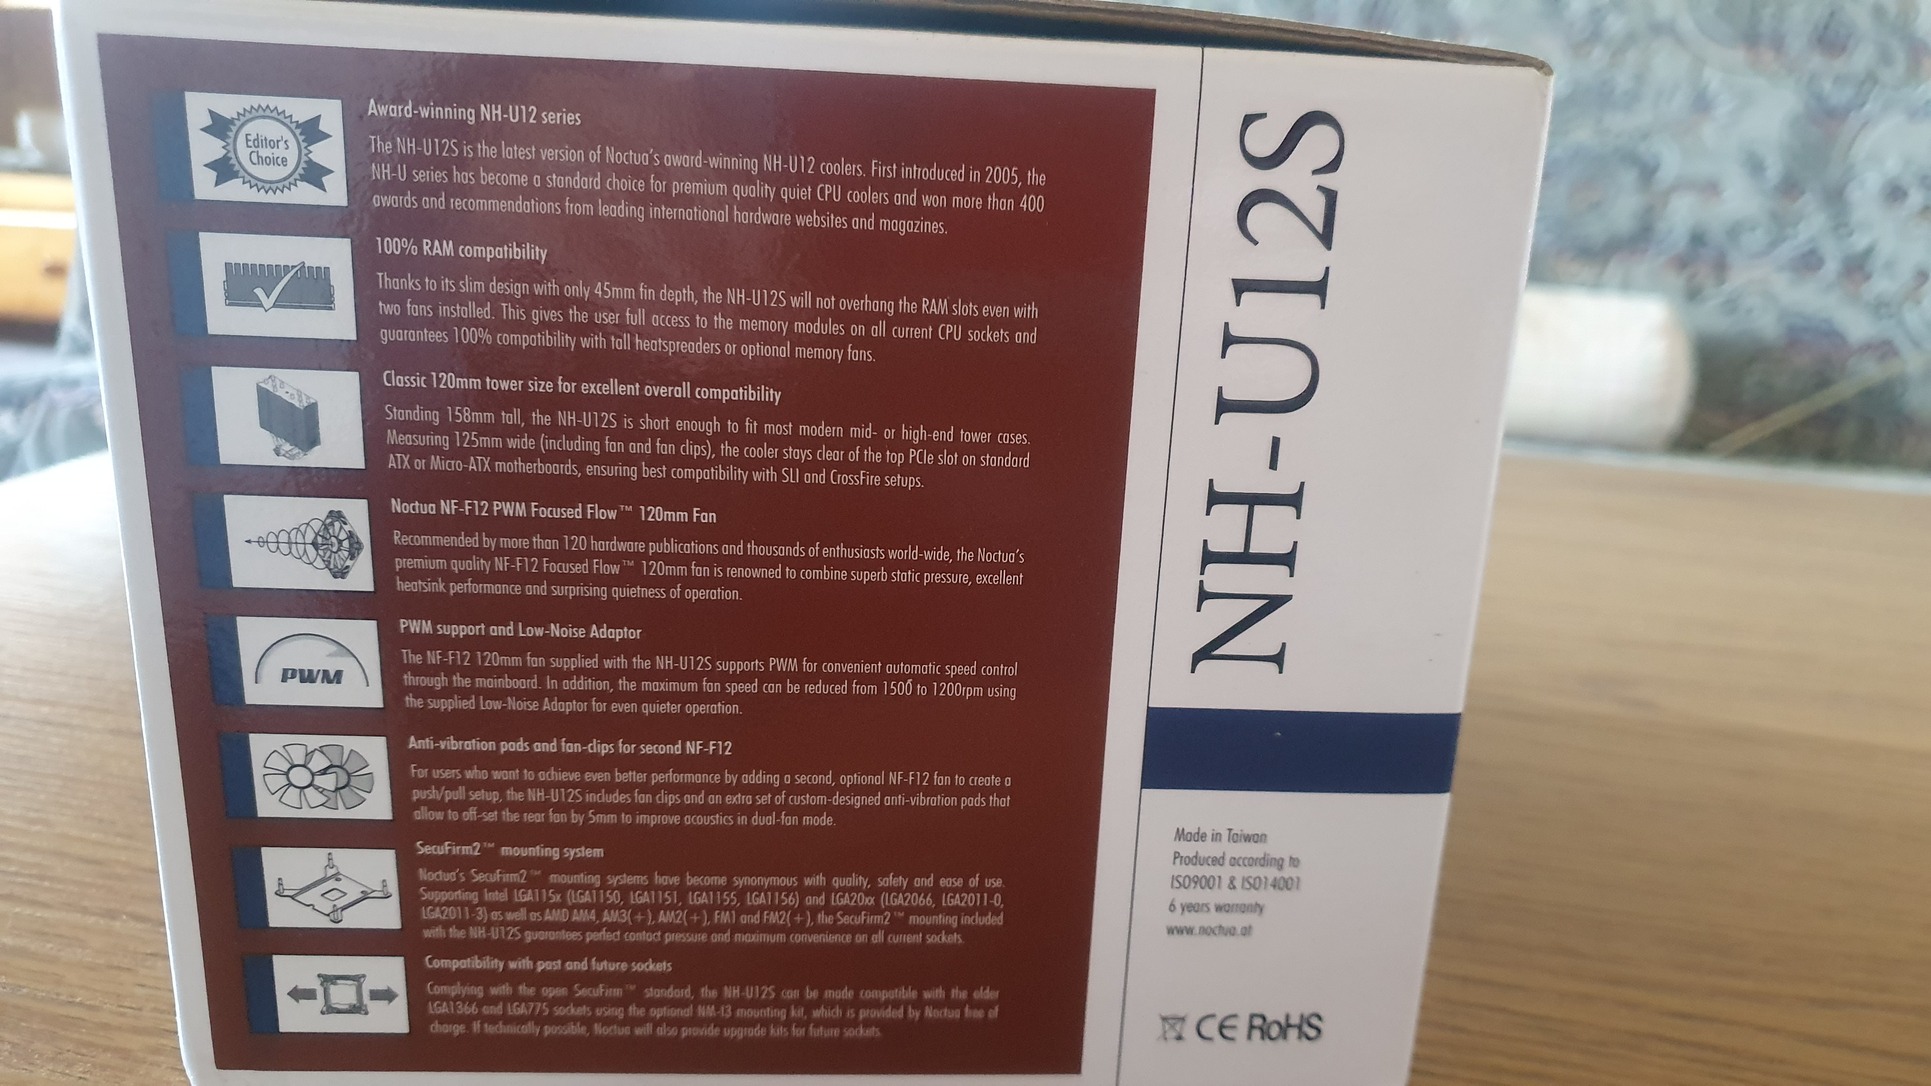 Editor's
Choice
Award-winning NH-U12 series
The NH-U12S is the latest version of Noctua's award-winning NH-U12 coolers. First introduced in 2005, the
NH-U series has become a standard choice for premium quality quiet CPU coolers and won more than 400
awards and recommendations from leading international hardware websites and magazines.
100% RAM compatibility
Thanks to its slim design with only 45mm fin depth, the NH-U12S will not overhang the RAM slots even with
two fans installed. This gives the user full access to the memory modules on all current CPU sockets and
guarantees 100% compatibility with tall heatspreaders or optional memory fans.
Classic 120mm tower size for excellent overall compatibility
Standing 158mm tall, the NH-U12S is short enough to fit most modern mid- or high-end tower cases.
Measuring 125mm wide (including fan and fan clips), the cooler stays clear of the top PCIe slot on standard
ATX or Micro-ATX motherboards, ensuring best compatibility with SLI and CrossFire setups.
Noctua NF-F12 PWM Focused Flow™ 120mm Fan
Recommended by more than 120 hardware publications and thousands of enthusiasts world-wide, the Noctua's
premium quality NF-F12 Focused Flow™ 120mm fan is renowned to combine superb static pressure, excellent
heatsink performance and surprising quietness of operation.
PWM
PWM support and Low-Noise Adaptor
The NF-F12 120mm fan supplied with the NH-U12S supports PWM for convenient automatic speed control
through the mainboard. In addition, the maximum fan speed can be reduced from 1500 to 1200rpm using
the supplied Low-Noise Adaptor for even quieter operation.
Anti-vibration pads and fan-clips for second NF-F12
For users who want to achieve even better performance by adding a second, optional NF-F12 fan to create a
push/pull setup, the NH-U12S includes fan clips and an extra set of custom-designed anti-vibration pads that
allow to off-set the rear fan by 5mm to improve acoustics in dual-fan mode.
SecuFirm2™ mounting system
Noctua's SecuFirm2™ mounting systems have become synonymous with quality, safety and ease of use.
Supporting Intel LGA115x (LGA1150, LGA1151, LGA1155, LGA1156) and LGA20xx (LGA2066, LGA2011-0,
LGA2011-3) as well as AMD AM4, AM3(+), AM2(+), FM1 and FM2(+), the SecuFirm2™ mounting included
with the NH-U12S guarantees perfect contact pressure and maximum convenience on all current sockets.
Compatibility with past and future sockets
Complying with the open SecuFirm™ standard, the NH-U12S can be made compatible with the older
LGA1366 and LGA775 sockets using the optional NM-I3 mounting kit, which is provided by Noctua free of
charge. If technically possible, Noctua will also provide upgrade kits for future sockets.
NH-U12S
Made in Taiwan
Produced according to
ISO9001 & ISO14001
6 years warranty
www.noctua.at
CE RoHS